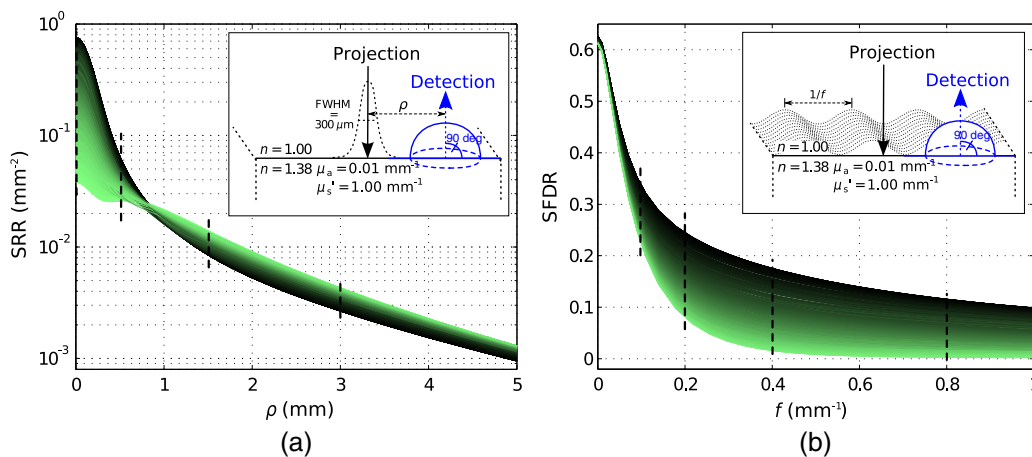 10⁰
10⁻¹
10⁻²
10⁻³
SRR (mm⁻²)
0
1
2
3
4
5
ρ (mm)
Projection
Detection
FWHM
=
300 μm
ρ
90 deg
n = 1.00
n = 1.38 μa = 0.01 mm⁻¹
μs' = 1.00 mm⁻¹
(a)
0.6
0.5
0.4
0.3
0.2
0.1
0
SFDR
0
0.2
0.4
0.6
0.8
1
f (mm⁻¹)
Projection
Detection
1/f
90 deg
n = 1.00
n = 1.38 μa = 0.01 mm⁻¹
μs' = 1.00 mm⁻¹
(b)